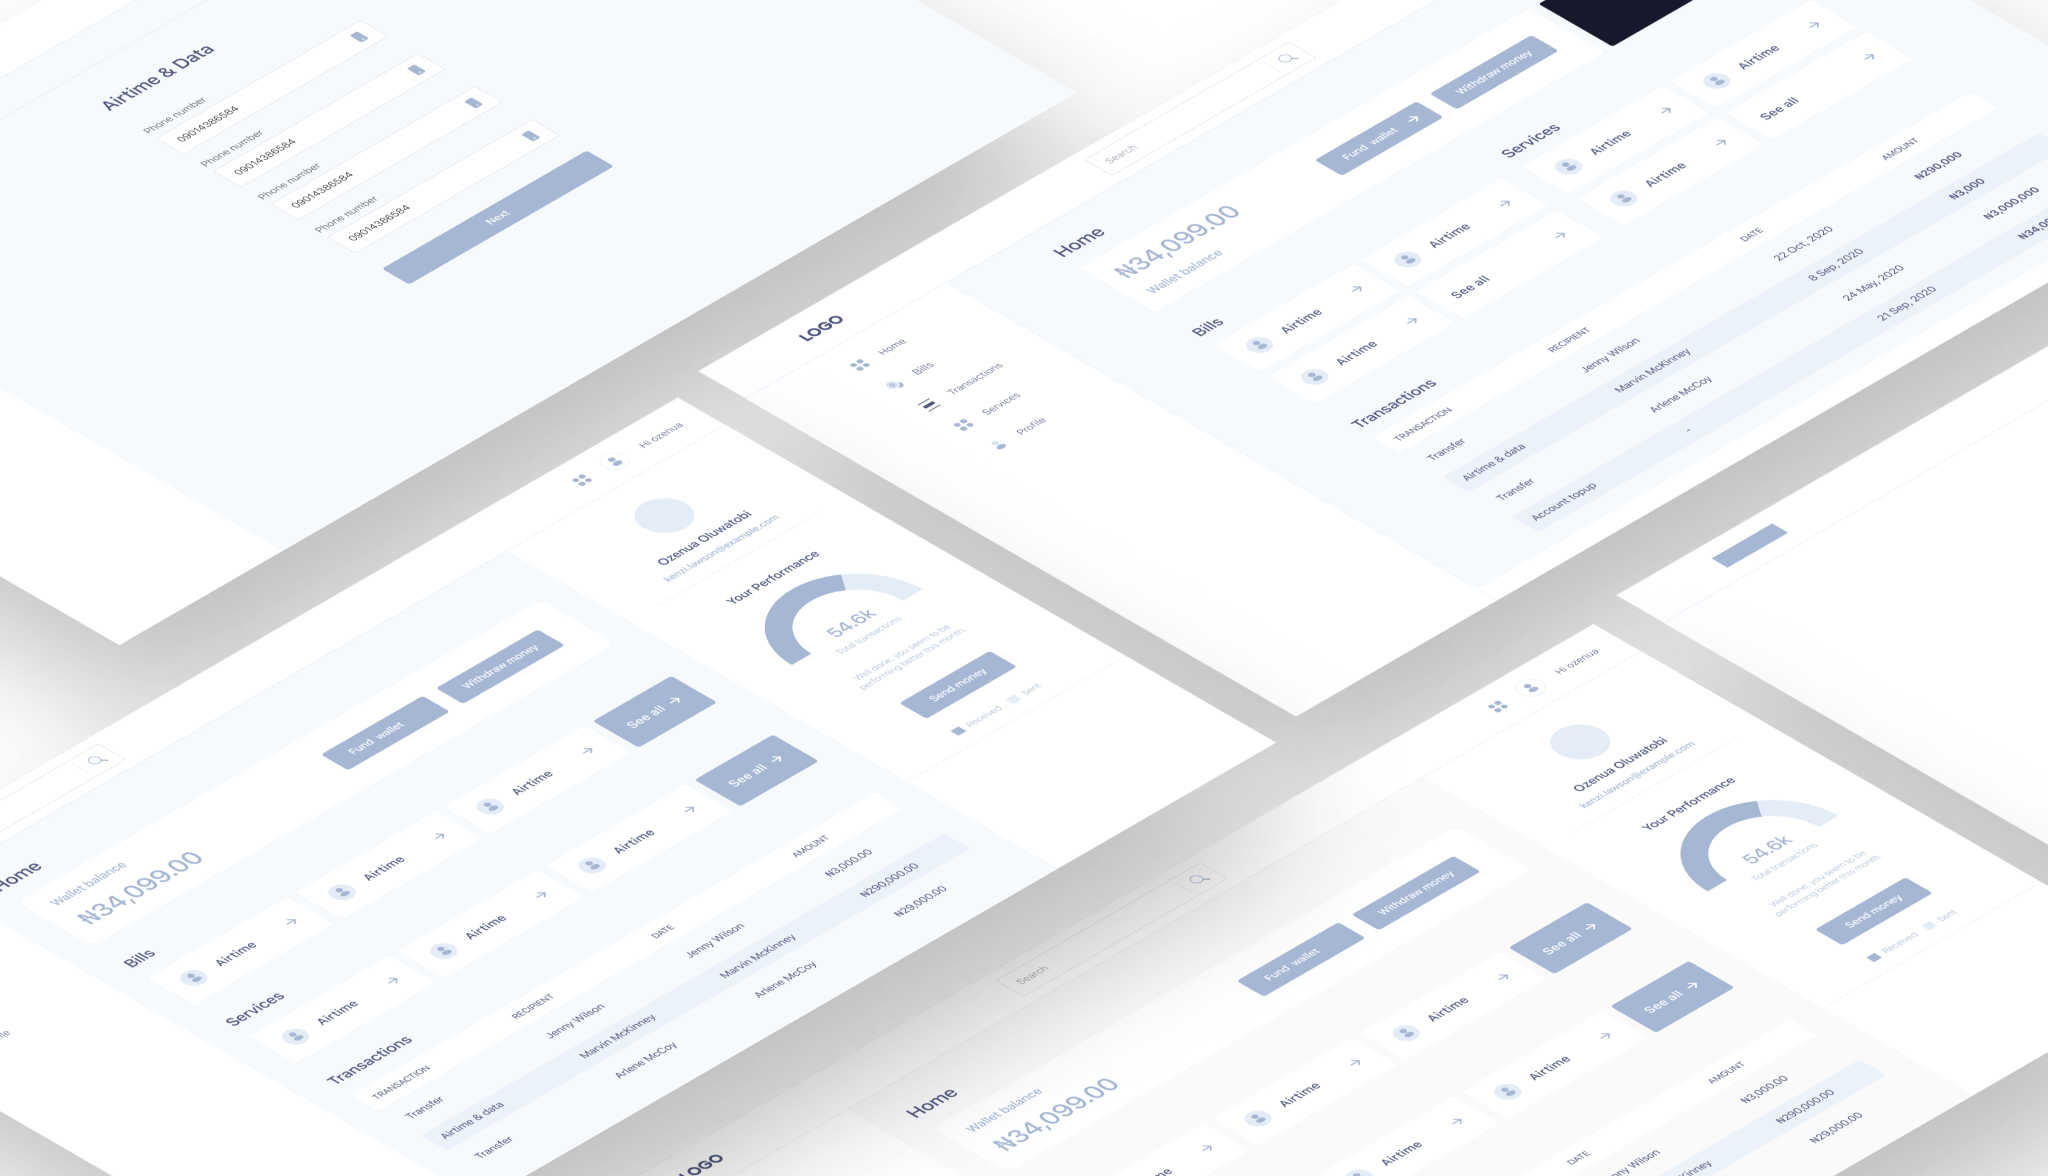 Airtime & Data
Phone number
09014386584
Phone number
09014386584
Phone number
09014386584
Phone number
09014386584
Next
Search
Home
₦34,099.00
Wallet balance
Fund wallet
Withdraw money
LOGO
Home
Bills
Transactions
Services
Profile
Bills
Airtime
Airtime
Airtime
See all
Services
Airtime
Airtime
Airtime
See all
Transactions
TRANSACTION
RECIPIENT
DATE
AMOUNT
Transfer
Jenny Wilson
22 Oct, 2020
₦290,000
Airtime & data
Marvin McKinney
8 Sep, 2020
₦3,000
Transfer
Arlene McCoy
24 May, 2020
₦3,000,000
Account topup
-
21 Sep, 2020
Hi ozenua
Ozenua Oluwatobi
kenzi.lawson@example.com
Your Performance
54.6k
Total transactions
Well done, you seem to be
performing better this month.
Send money
Received
Sent
Home
Wallet balance
₦34,099.00
Fund wallet
Withdraw money
Bills
Airtime
Airtime
Airtime
See all
Services
Airtime
Airtime
Airtime
See all
Transactions
TRANSACTION
RECIPIENT
DATE
AMOUNT
Transfer
Jenny Wilson
Jenny Wilson
₦3,000.00
Airtime & data
Marvin McKinney
Marvin McKinney
₦290,000.00
Transfer
Arlene McCoy
Arlene McCoy
₦29,000.00
Hi ozenua
Ozenua Oluwatobi
kenzi.lawson@example.com
Your Performance
54.6k
Total transactions
Well done, you seem to be
performing better this month.
Send money
Received
Sent
Search
LOGO
Home
Wallet balance
₦34,099.00
Fund wallet
Withdraw money
Airtime
Airtime
See all
Airtime
Airtime
See all
DATE
AMOUNT
Wilson
₦3,000.00
₦290,000.00
₦29,000.00